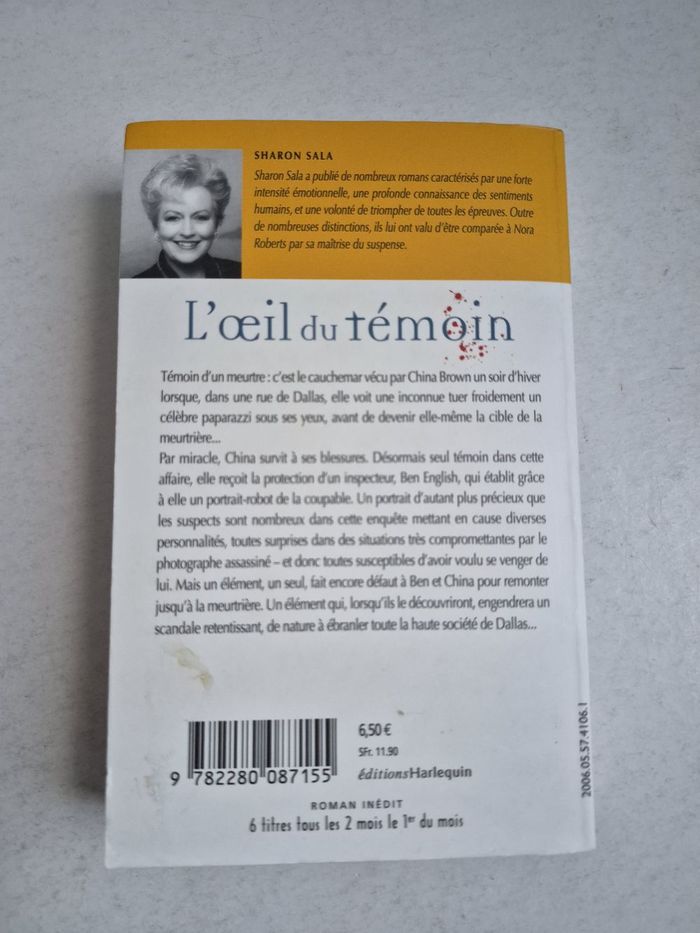 SHARON SALA
Sharon Sala a publié de nombreux romans caractérisés par une forte
intensité émotionnelle, une profonde connaissance des sentiments
humains, et une volonté de triompher de toutes les épreuves. Outre
de nombreuses distinctions, ils lui ont valu d'être comparée à Nora
Roberts par sa maîtrise du suspense.
L'œil du témoin
Témoin d'un meurtre : c'est le cauchemar vécu par China Brown un soir d'hiver
lorsque, dans une rue de Dallas, elle voit une inconnue tuer froidement un
célèbre paparazzi sous ses yeux, avant de devenir elle-même la cible de la
meurtrière...
Par miracle, China survit à ses blessures. Désormais seul témoin dans cette
affaire, elle reçoit la protection d'un inspecteur, Ben English, qui établit grâce
à elle un portrait-robot de la coupable. Un portrait d'autant plus précieux que
les suspects sont nombreux dans cette enquête mettant en cause diverses
personnalités, toutes surprises dans des situations très compromettantes par le
photographe assassiné – et donc toutes susceptibles d'avoir voulu se venger de
lui. Mais un élément, un seul, fait encore défaut à Ben et China pour remonter
jusqu'à la meurtrière. Un élément qui, lorsqu'ils le découvriront, engendrera un
scandale retentissant, de nature à ébranler toute la haute société de Dallas...
9 782280 087155
6,50 €
SFr. 11.90
éditionsHarlequin
ROMAN INÉDIT
6 titres tous les 2 mois le 1er du mois
2006.05.57.4106.1